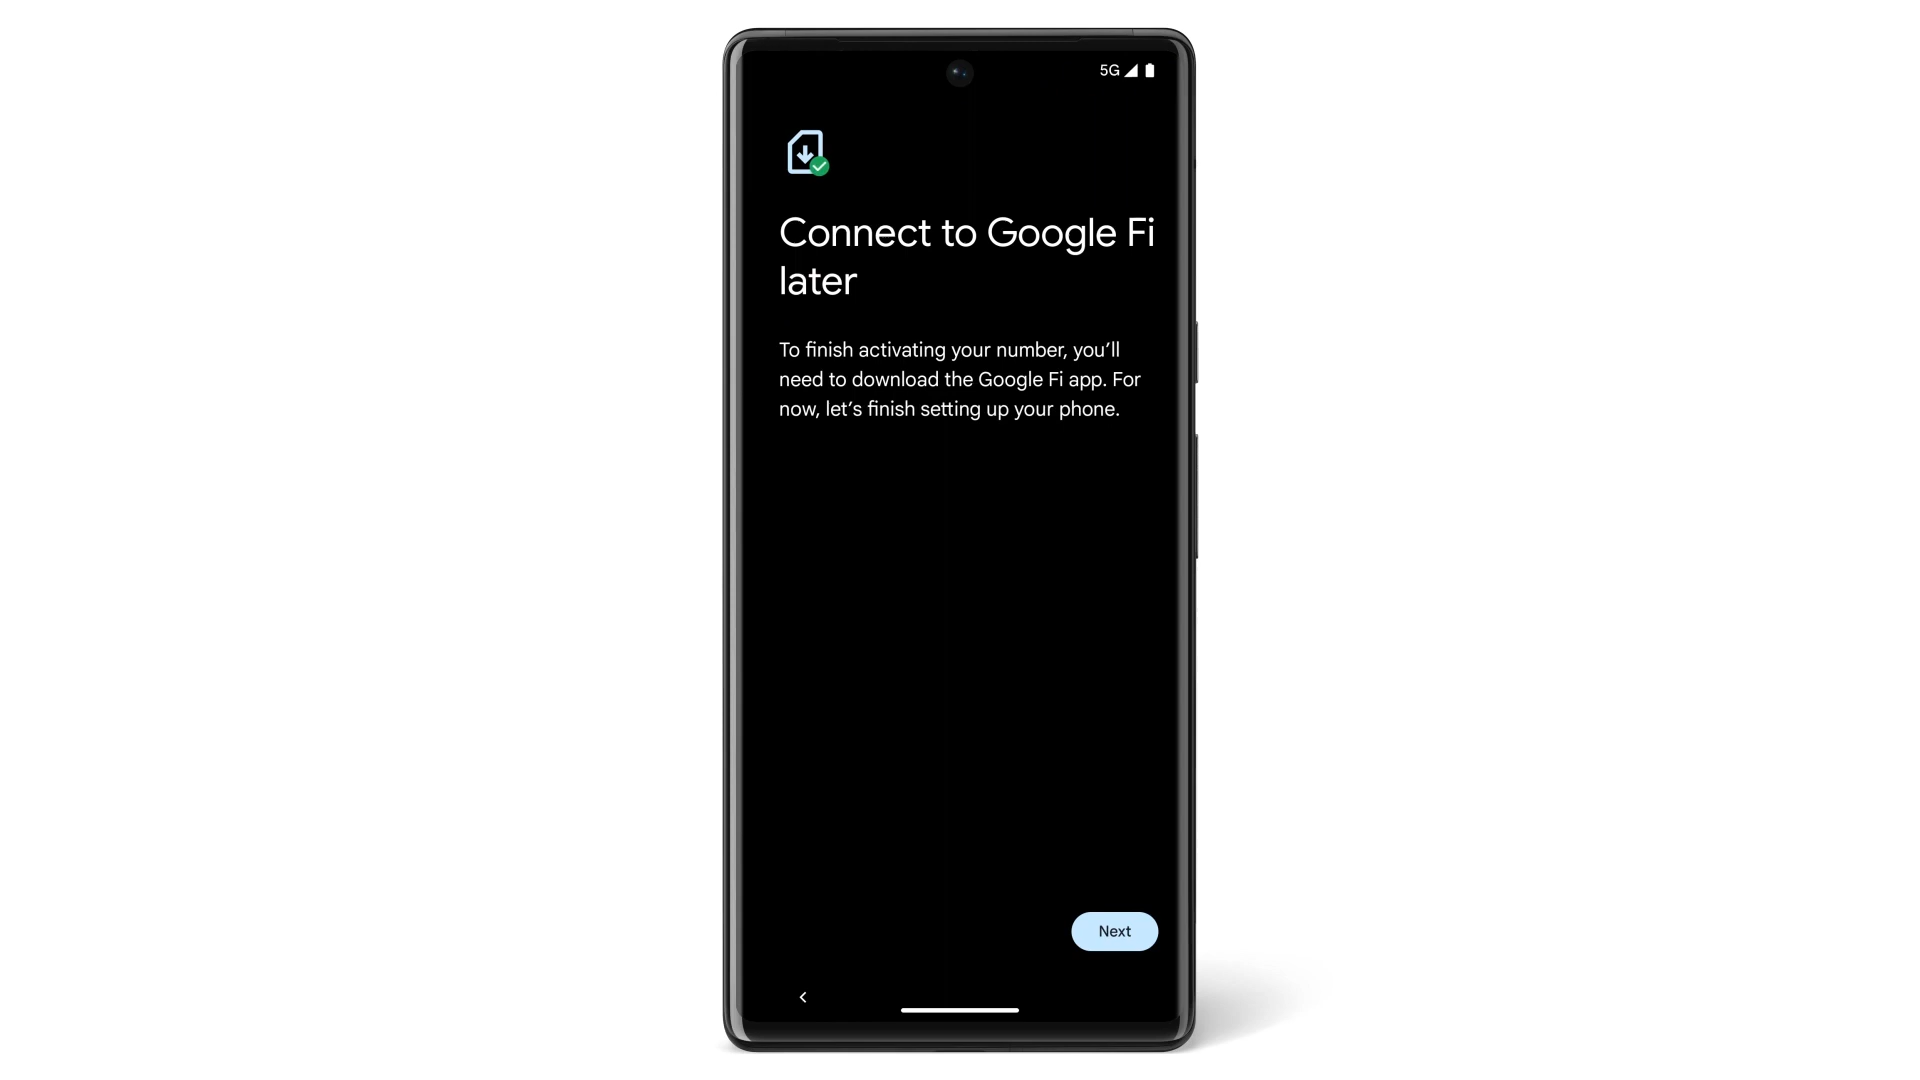 5G
Connect to Google Fi
later
To finish activating your number, you’ll
need to download the Google Fi app. For
now, let’s finish setting up your phone.
Next